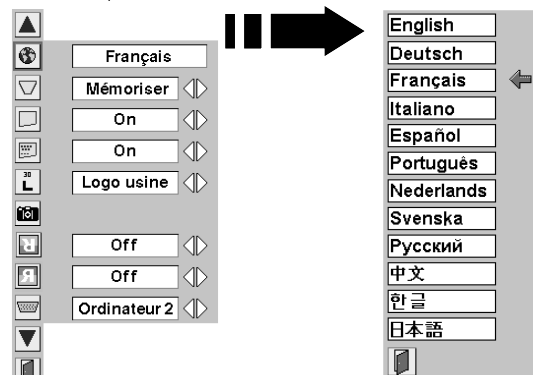 Français
Mémoriser
On
On
30
L
Logo usine
Off
Off
Ordinateur 2
English
Deutsch
Français
Italiano
Español
Português
Nederlands
Svenska
Русский
中文
한글
日本語